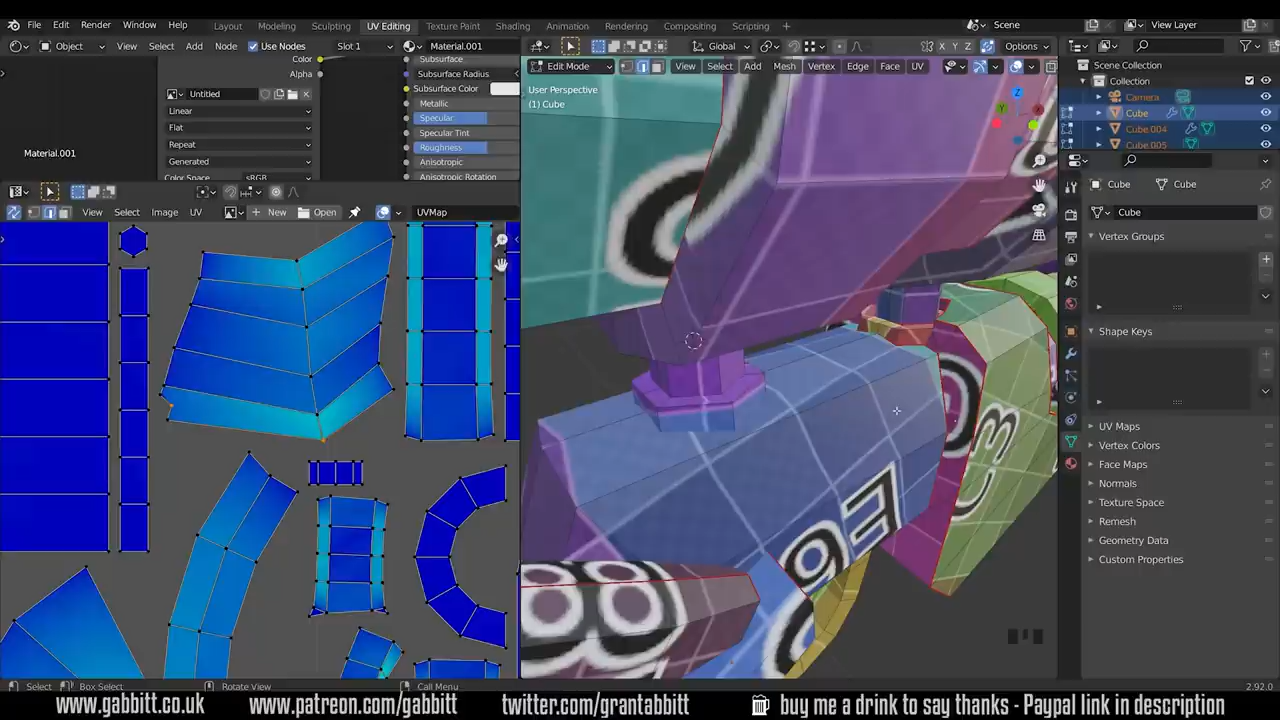 File Edit Render Window Help Layout Modeling Sculpting UV Editing Texture Paint Shading Animation Rendering Compositing Scripting + Scene View Layer
Object View Select Add Node Use Nodes Slot 1 Material.001 Global X Y Z Options
Color
Alpha
Untitled
Linear
Flat
Repeat
Generated
Color Space sRGB
Material.001
Subsurface
Subsurface Radius
Subsurface Color
Metallic
Specular
Specular Tint
Roughness
Anisotropic
Anisotropic Rotation
View Select Image UV New Open UVMap
Edit Mode View Select Add Mesh Vertex Edge Face UV
User Perspective
(1) Cube
E9
C3
B8
Scene Collection
Collection
Camera
Cube
Cube.004
Cube.005
Cube Cube
Cube
Vertex Groups
Shape Keys
UV Maps
Vertex Colors
Face Maps
Normals
Texture Space
Remesh
Geometry Data
Custom Properties
Select Box Select Rotate View Call Menu 2.92.0
www.gabbitt.co.uk www.patreon.com/gabbitt twitter.com/grantabbitt buy me a drink to say thanks - Paypal link in description